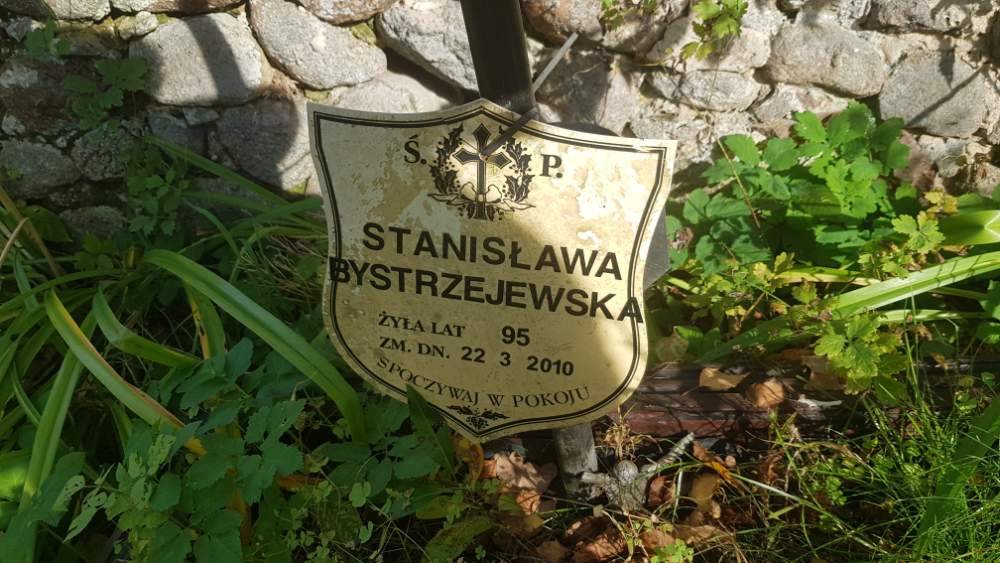 Ś. P.
STANISŁAWA
BYSTRZEJEWSKA
ŻYŁA LAT 95
ZM. DN. 22 3 2010
SPOCZYWAJ W POKOJU